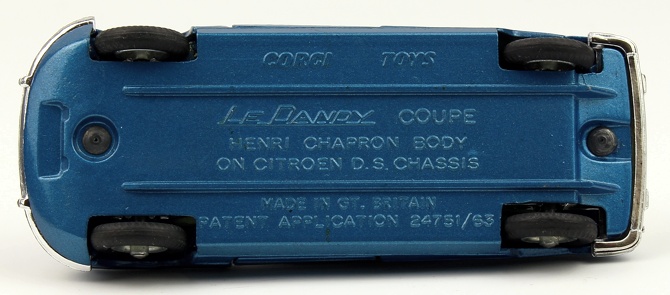 CORGI TOYS
Le Dandy COUPE
HENRI CHAPRON BODY
ON CITROEN D.S. CHASSIS
MADE IN GT. BRITAIN
PATENT APPLICATION 24751/63